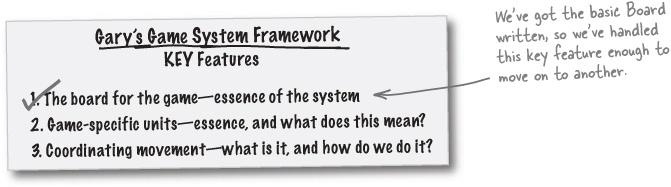 Gary's Game System Framework
KEY Features
1. The board for the game—essence of the system
2. Game-specific units—essence, and what does this mean?
3. Coordinating movement—what is it, and how do we do it?
We've got the basic Board
written, so we've handled
this key feature enough to
move on to another.